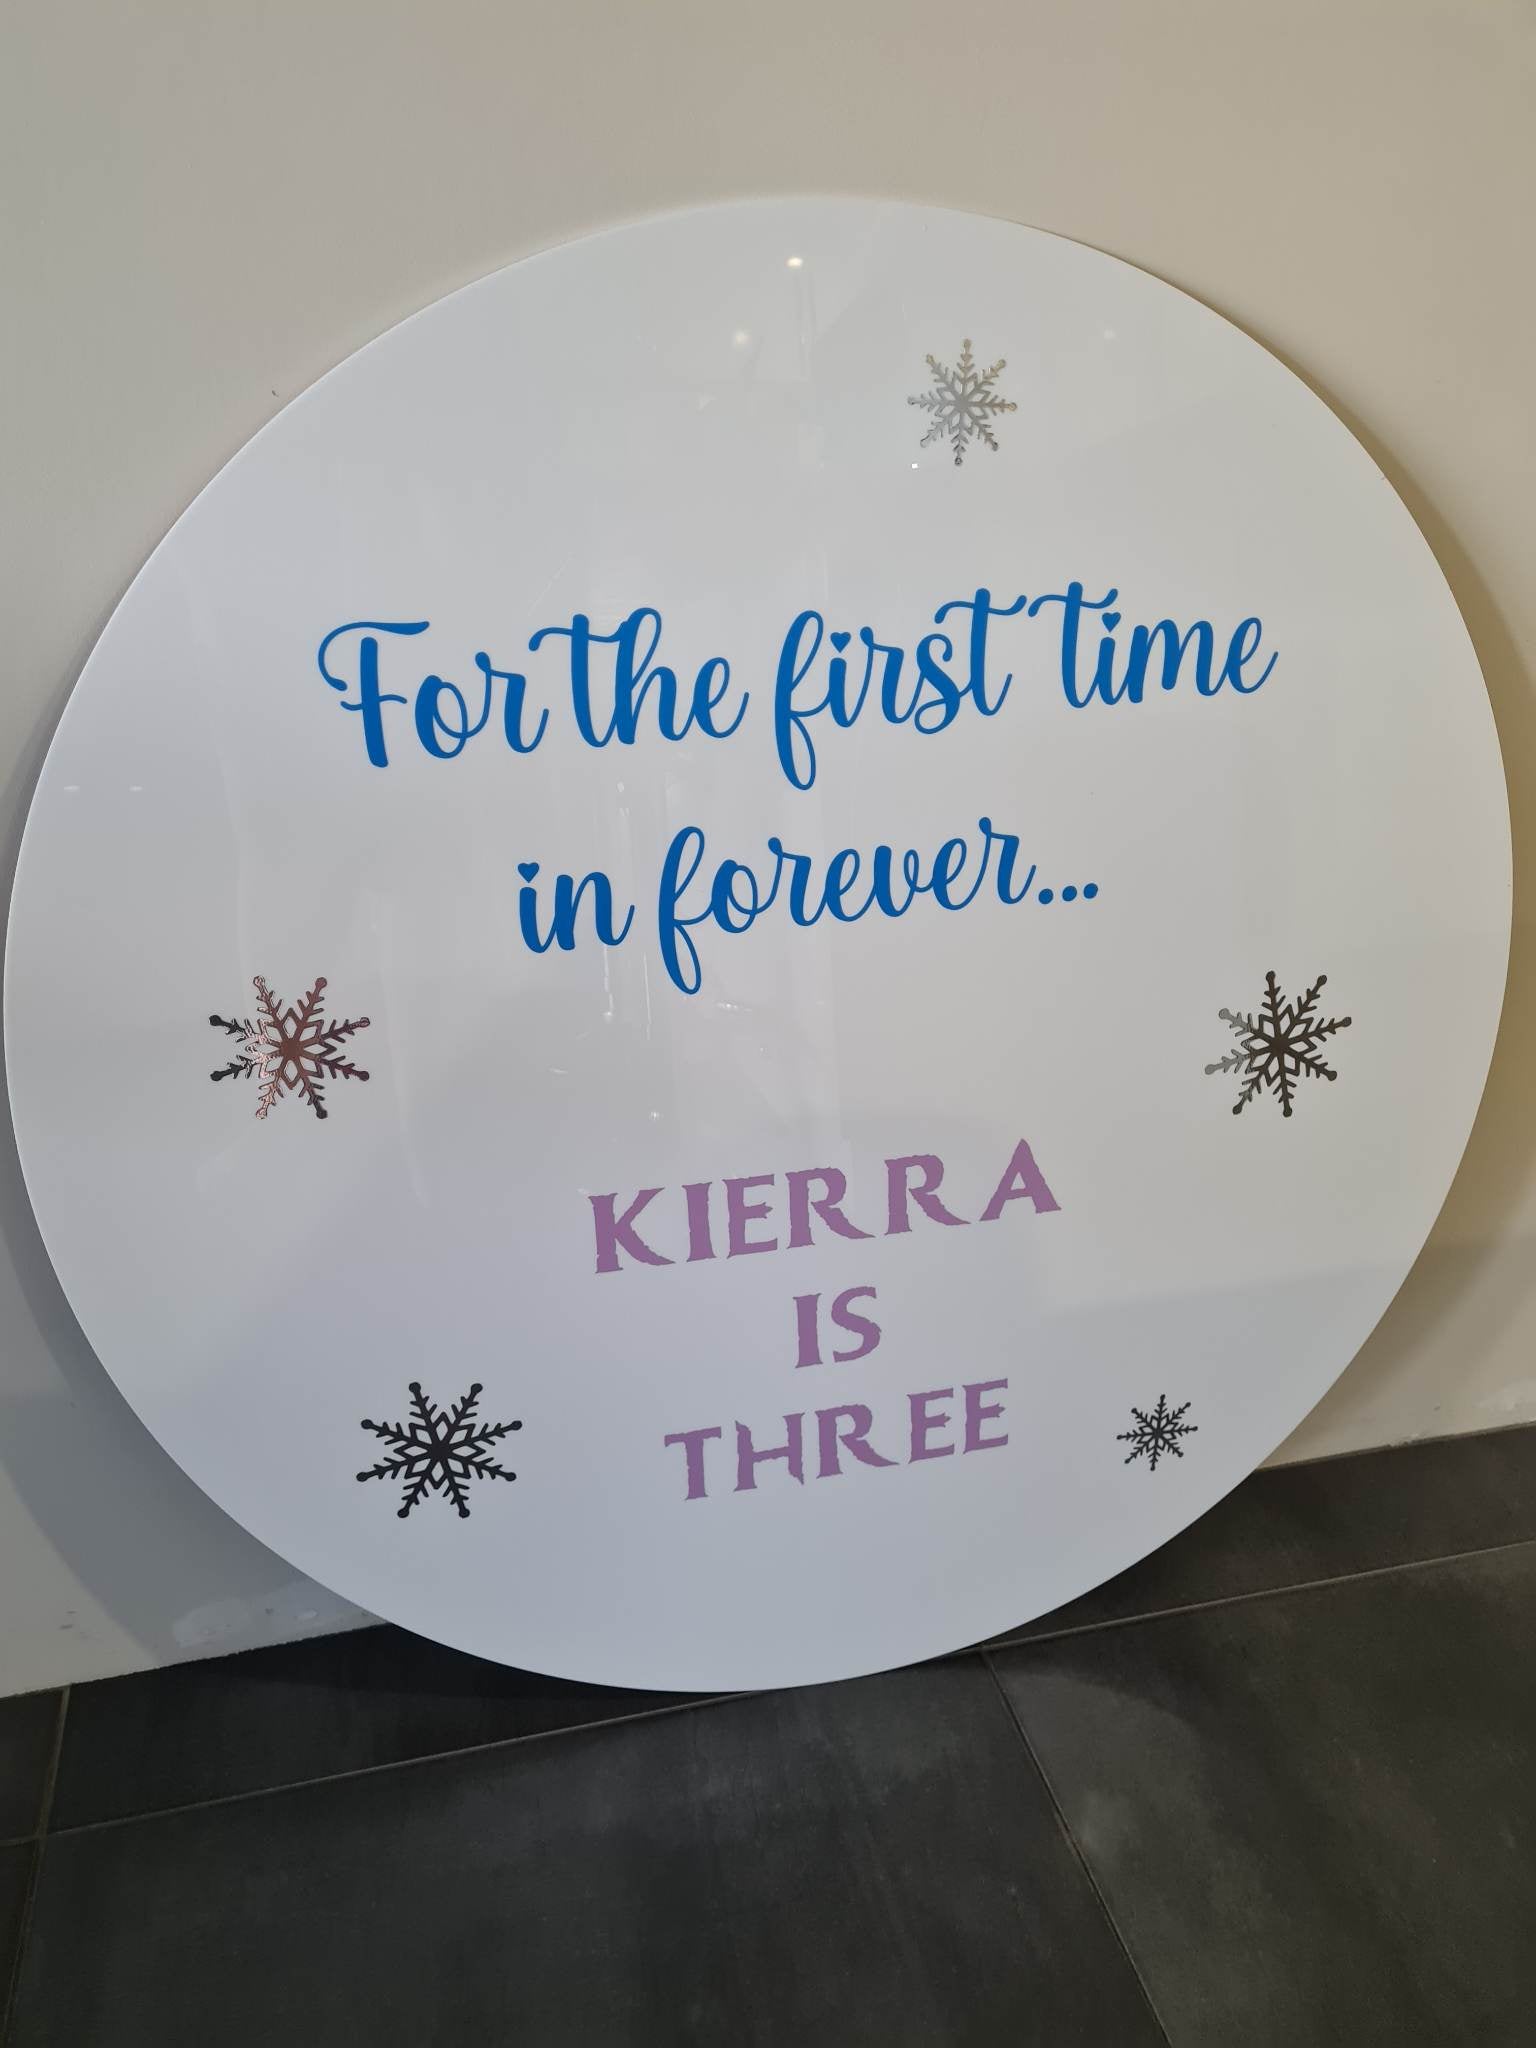 For the first time
in forever...
KIERRA
IS
THREE